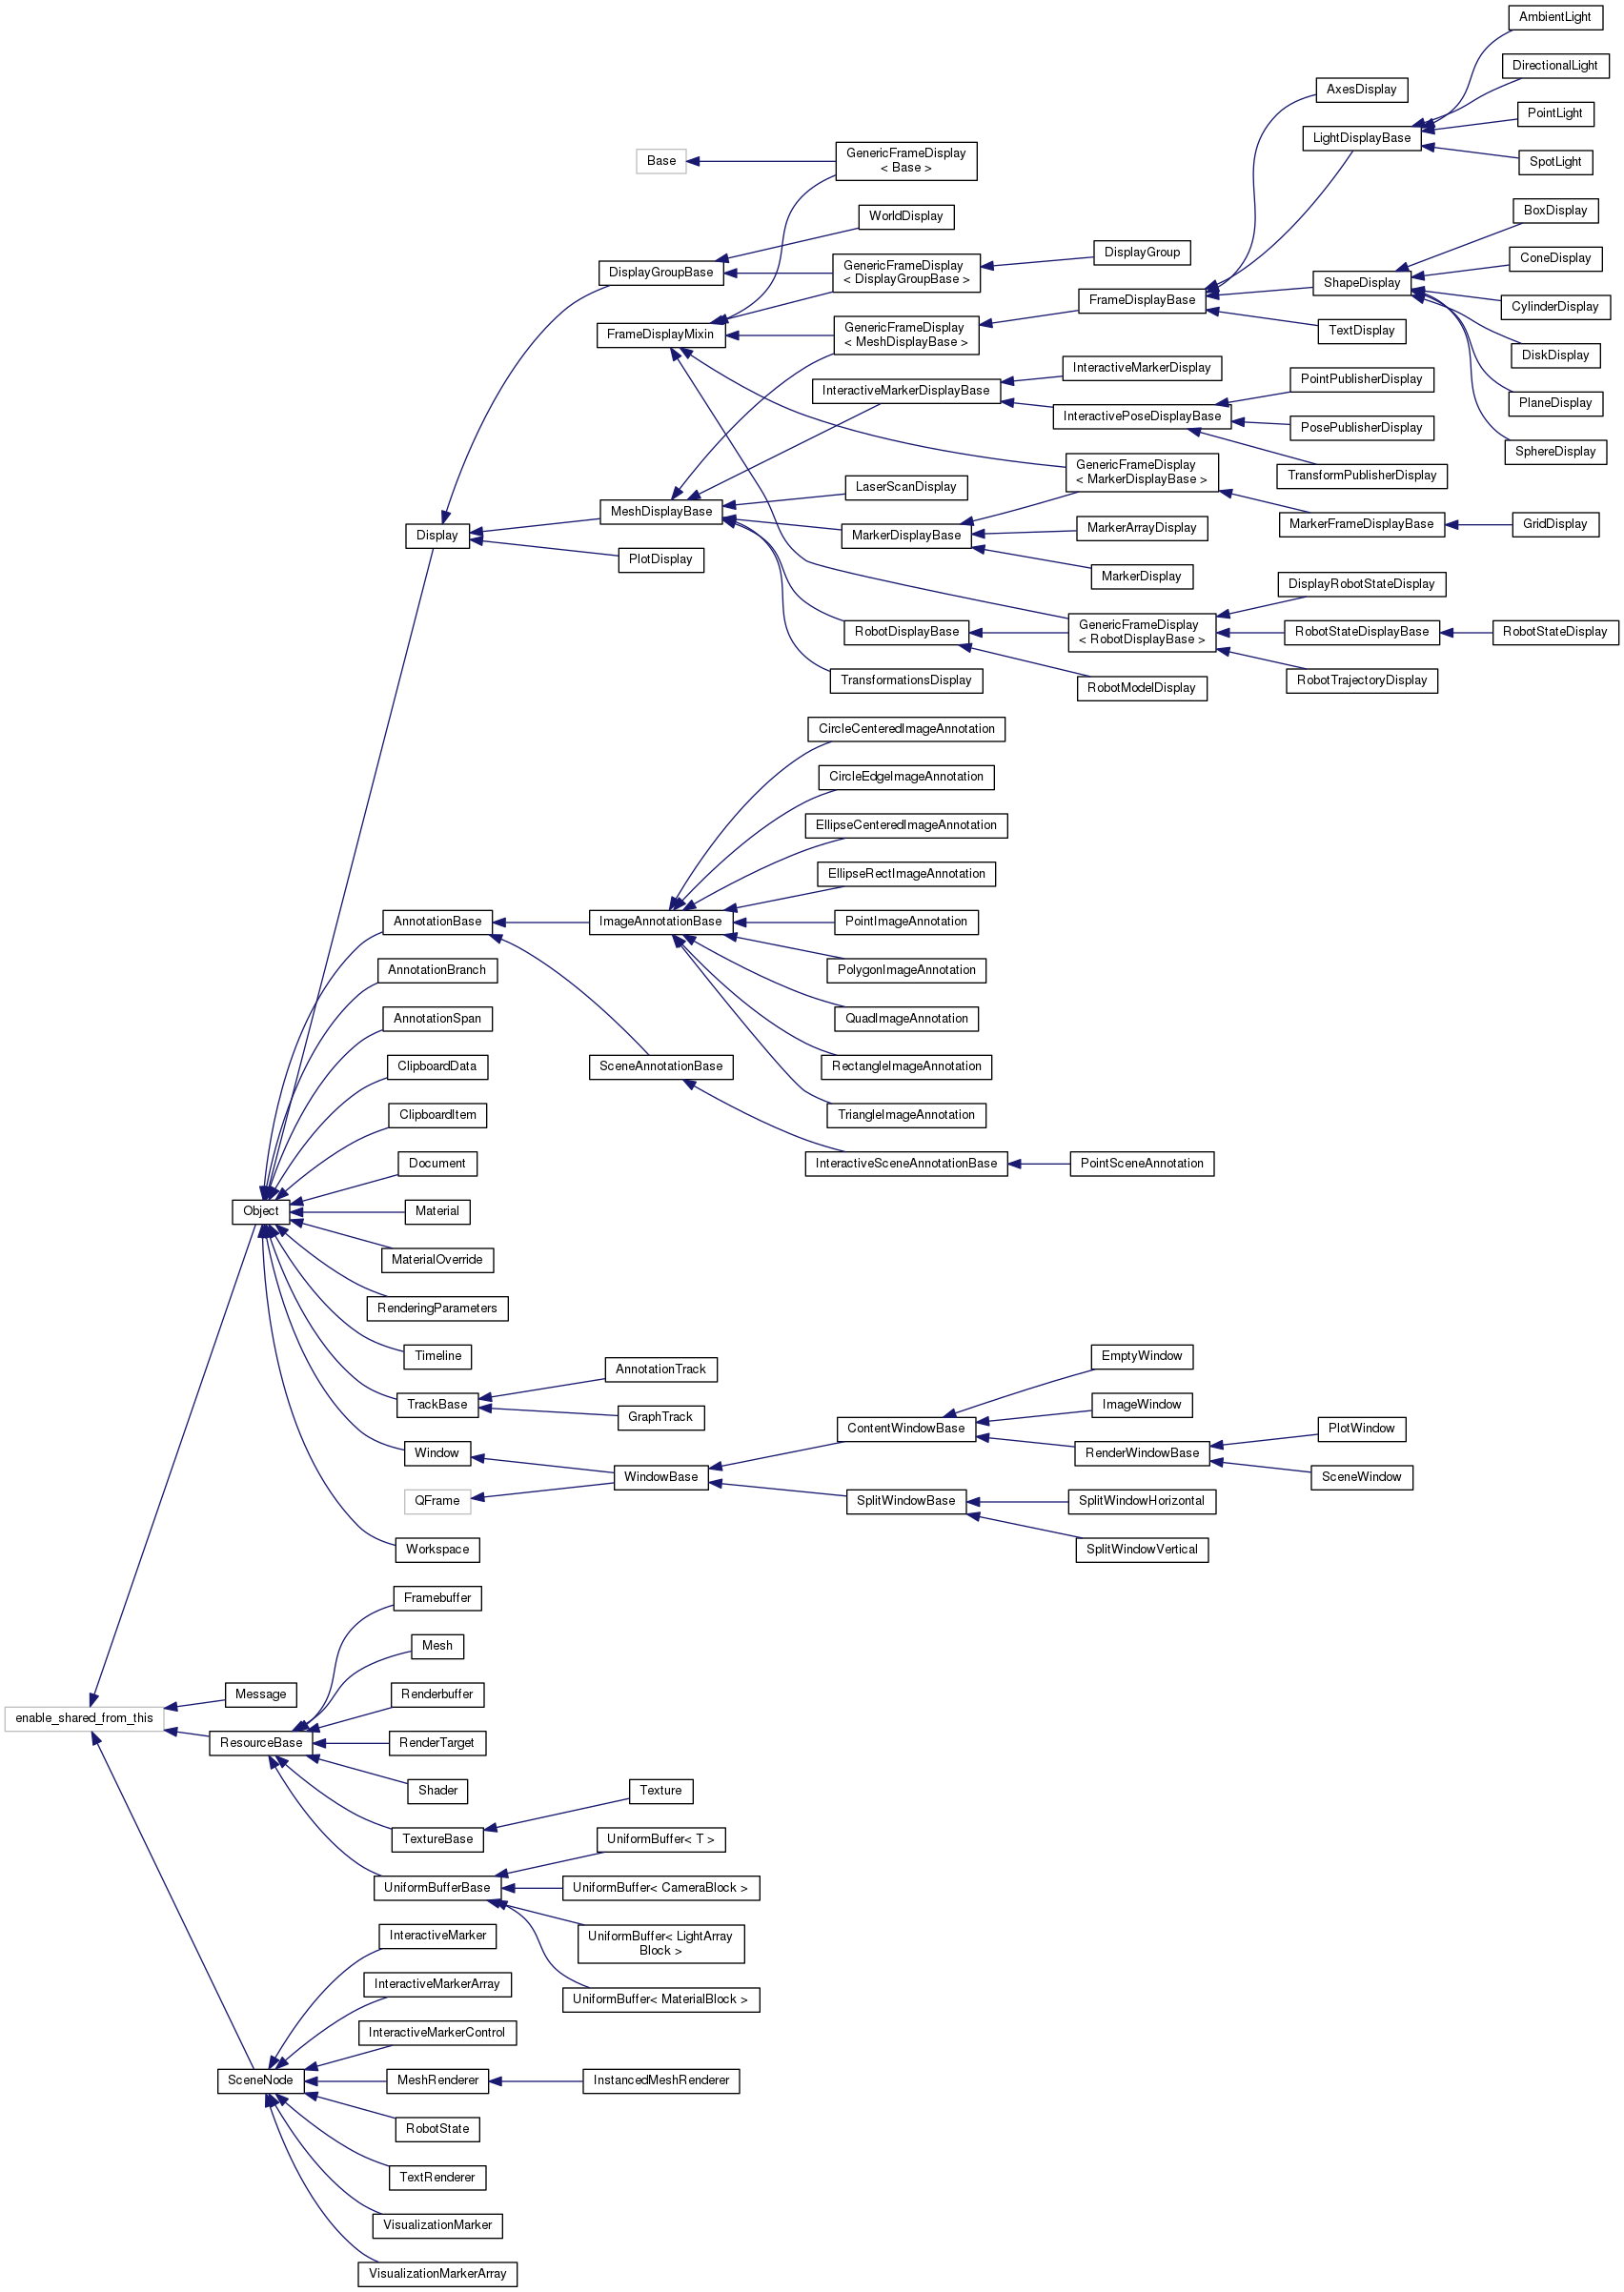 AmbientLight
DirectionalLight
AxesDisplay
PointLight
LightDisplayBase
Base
GenericFrameDisplay
< Base >
SpotLight
BoxDisplay
WorldDisplay
DisplayGroup
ConeDisplay
DisplayGroupBase
GenericFrameDisplay
< DisplayGroupBase >
ShapeDisplay
FrameDisplayBase
CylinderDisplay
FrameDisplayMixin
GenericFrameDisplay
< MeshDisplayBase >
TextDisplay
DiskDisplay
InteractiveMarkerDisplay
PointPublisherDisplay
InteractiveMarkerDisplayBase
PlaneDisplay
InteractivePoseDisplayBase
PosePublisherDisplay
SphereDisplay
GenericFrameDisplay
< MarkerDisplayBase >
TransformPublisherDisplay
LaserScanDisplay
MeshDisplayBase
MarkerFrameDisplayBase
GridDisplay
MarkerArrayDisplay
Display
MarkerDisplayBase
PlotDisplay
MarkerDisplay
DisplayRobotStateDisplay
RobotDisplayBase
GenericFrameDisplay
< RobotDisplayBase >
RobotStateDisplayBase
RobotStateDisplay
TransformationsDisplay
RobotModelDisplay
RobotTrajectoryDisplay
CircleCenteredImageAnnotation
CircleEdgeImageAnnotation
EllipseCenteredImageAnnotation
EllipseRectImageAnnotation
AnnotationBase
ImageAnnotationBase
PointImageAnnotation
AnnotationBranch
PolygonImageAnnotation
AnnotationSpan
QuadImageAnnotation
ClipboardData
SceneAnnotationBase
RectangleImageAnnotation
ClipboardItem
TriangleImageAnnotation
Document
InteractiveSceneAnnotationBase
PointSceneAnnotation
Object
Material
MaterialOverride
RenderingParameters
Timeline
EmptyWindow
AnnotationTrack
TrackBase
ImageWindow
GraphTrack
ContentWindowBase
PlotWindow
Window
RenderWindowBase
WindowBase
SceneWindow
QFrame
SplitWindowBase
SplitWindowHorizontal
Workspace
SplitWindowVertical
Framebuffer
Mesh
Message
Renderbuffer
enable_shared_from_this
ResourceBase
RenderTarget
Shader
Texture
TextureBase
UniformBuffer< T >
UniformBufferBase
UniformBuffer< CameraBlock >
InteractiveMarker
UniformBuffer< LightArray
Block >
InteractiveMarkerArray
UniformBuffer< MaterialBlock >
InteractiveMarkerControl
SceneNode
MeshRenderer
InstancedMeshRenderer
RobotState
TextRenderer
VisualizationMarker
VisualizationMarkerArray